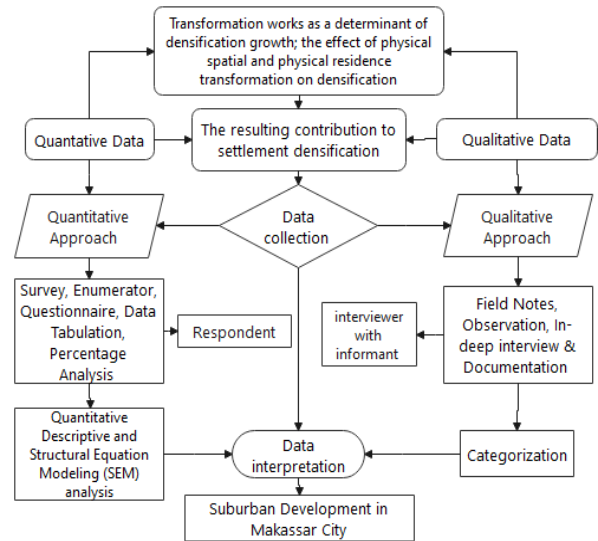 Transformation works as a determinant of
densification growth; the effect of physical
spatial and physical residence
transformation on densification
Quantative Data
The resulting contribution to
settlement densification
Qualitative Data
Quantitative
Approach
Data
collection
Qualitative
Approach
Survey, Enumerator,
Questionnaire, Data
Tabulation,
Percentage
Analysis
Respondent
interviewer
with
informant
Field Notes,
Observation, In-
deep interview &
Documentation
Quantitative
Descriptive and
Structural Equation
Modeling (SEM)
analysis
Data
interpretation
Categorization
Suburban Development in
Makassar City